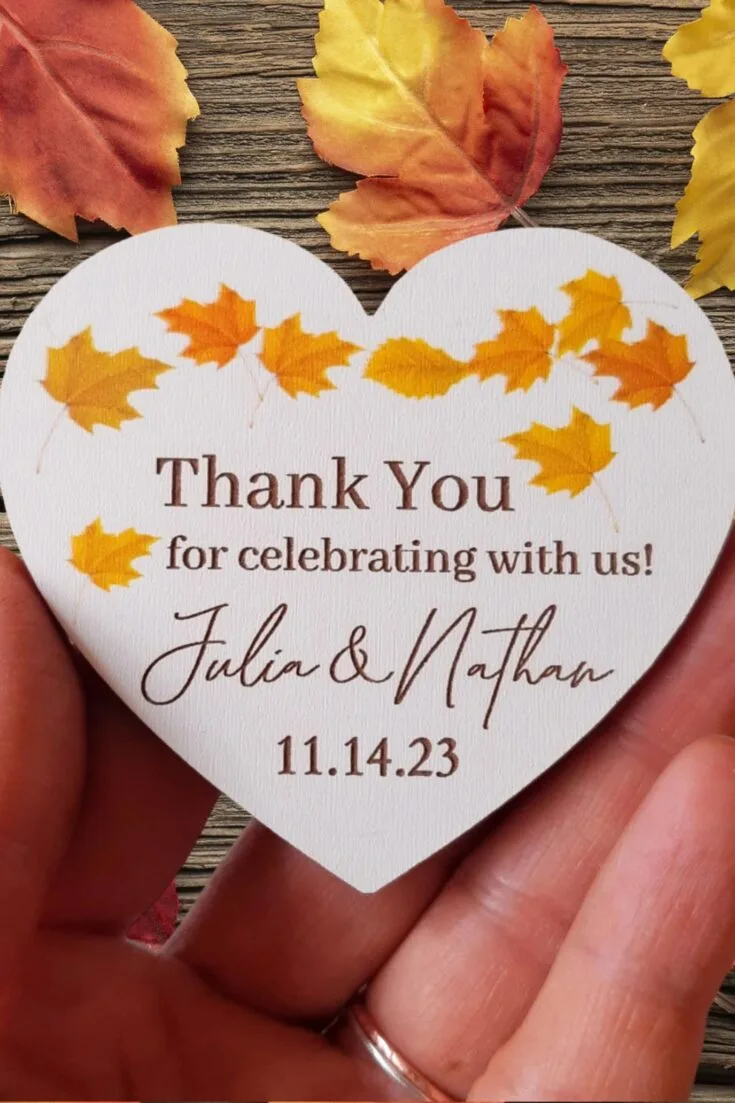 Thank You
for celebrating with us!
Julia & Nathan
11.14.23